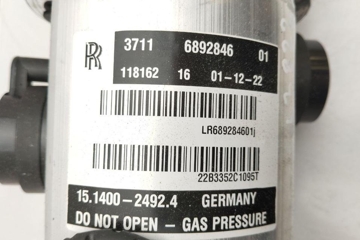 RR
3711 6892846 01
118162 16 01-12-22
LR689284601j
22B3352C1095T
15.1400-2492.4 GERMANY
DO NOT OPEN - GAS PRESSURE